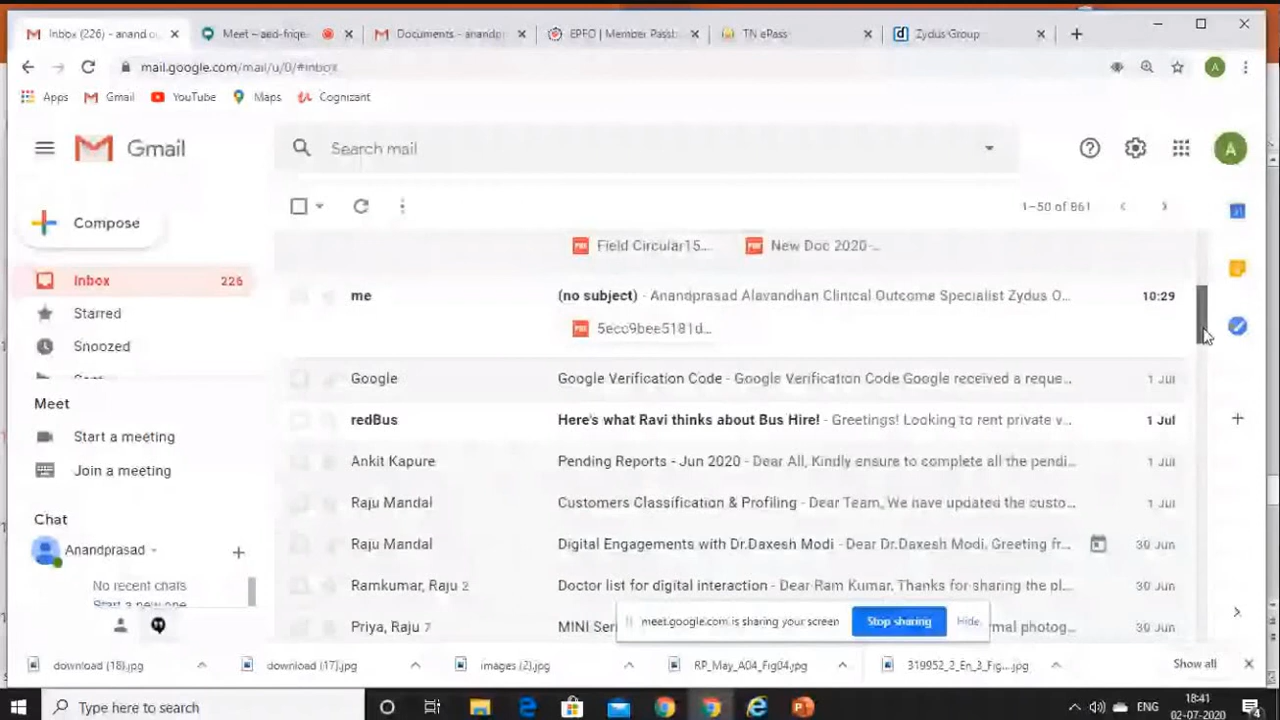 Inbox (226) - anand.o
Meet – aed-friqe
Documents - anandp
EPFO | Member Passb
TN ePass
Zydus Group
mail.google.com/mail/u/0/#inbox
Apps
Gmail
YouTube
Maps
Cognizant
Gmail
Search mail
A
Compose
1–50 of 861
Inbox
226
Starred
Snoozed
Meet
Start a meeting
Join a meeting
Chat
Anandprasad
No recent chats
Start a new one
Field Circular15...
New Doc 2020-...
me
(no subject) - Anandprasad Alavandhan Clinical Outcome Specialist Zydus O...
10:29
5ec09bee5181d...
Google
Google Verification Code - Google Verification Code Google received a reque...
1 Jul
redBus
Here's what Ravi thinks about Bus Hire! - Greetings! Looking to rent private v...
1 Jul
Ankit Kapure
Pending Reports - Jun 2020 - Dear All, Kindly ensure to complete all the pendi...
1 Jul
Raju Mandal
Customers Classification & Profiling - Dear Team, We have updated the custo...
1 Jul
Raju Mandal
Digital Engagements with Dr.Daxesh Modi - Dear Dr.Daxesh Modi, Greeting fr...
30 Jun
Ramkumar, Raju 2
Doctor list for digital interaction - Dear Ram Kumar, Thanks for sharing the pl...
30 Jun
Priya, Raju 7
MINI Ser
rmal photog...
30 Jun
meet.google.com is sharing your screen
Stop sharing
Hide
download (18).jpg
download (17).jpg
images (2).jpg
RP_May_A04_Fig04.jpg
319952_2_En_3_Fig....jpg
Show all
Type here to search
ENG
18:41
02-07-2020
4